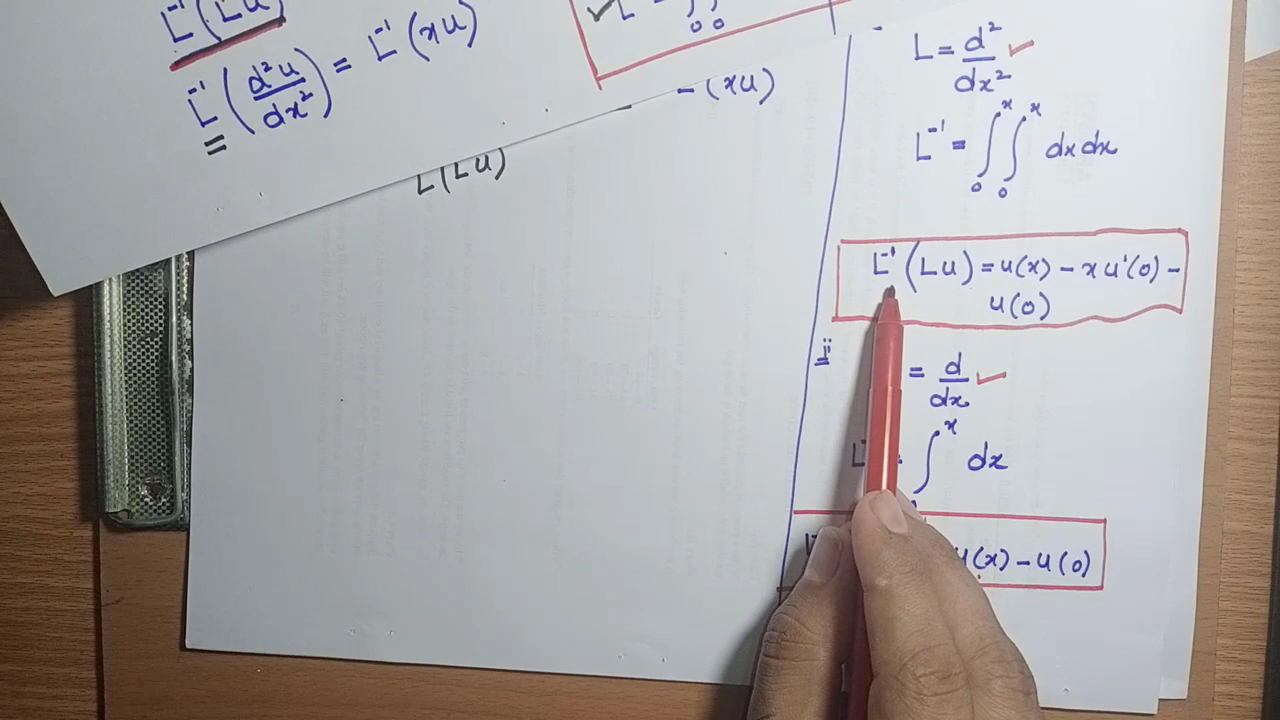 L⁻¹(Lu)
L⁻¹(d²u/dx²) = L⁻¹(xu)
-(xu)
L(Lu)
L = d²/dx² ✓
L⁻¹ = ∫₀ˣ∫₀ˣ dx dx
L⁻¹(Lu) = u(x) - xu'(0) -
u(0)
= d/dx ✓
∫ˣ dx
u(x) - u(0)